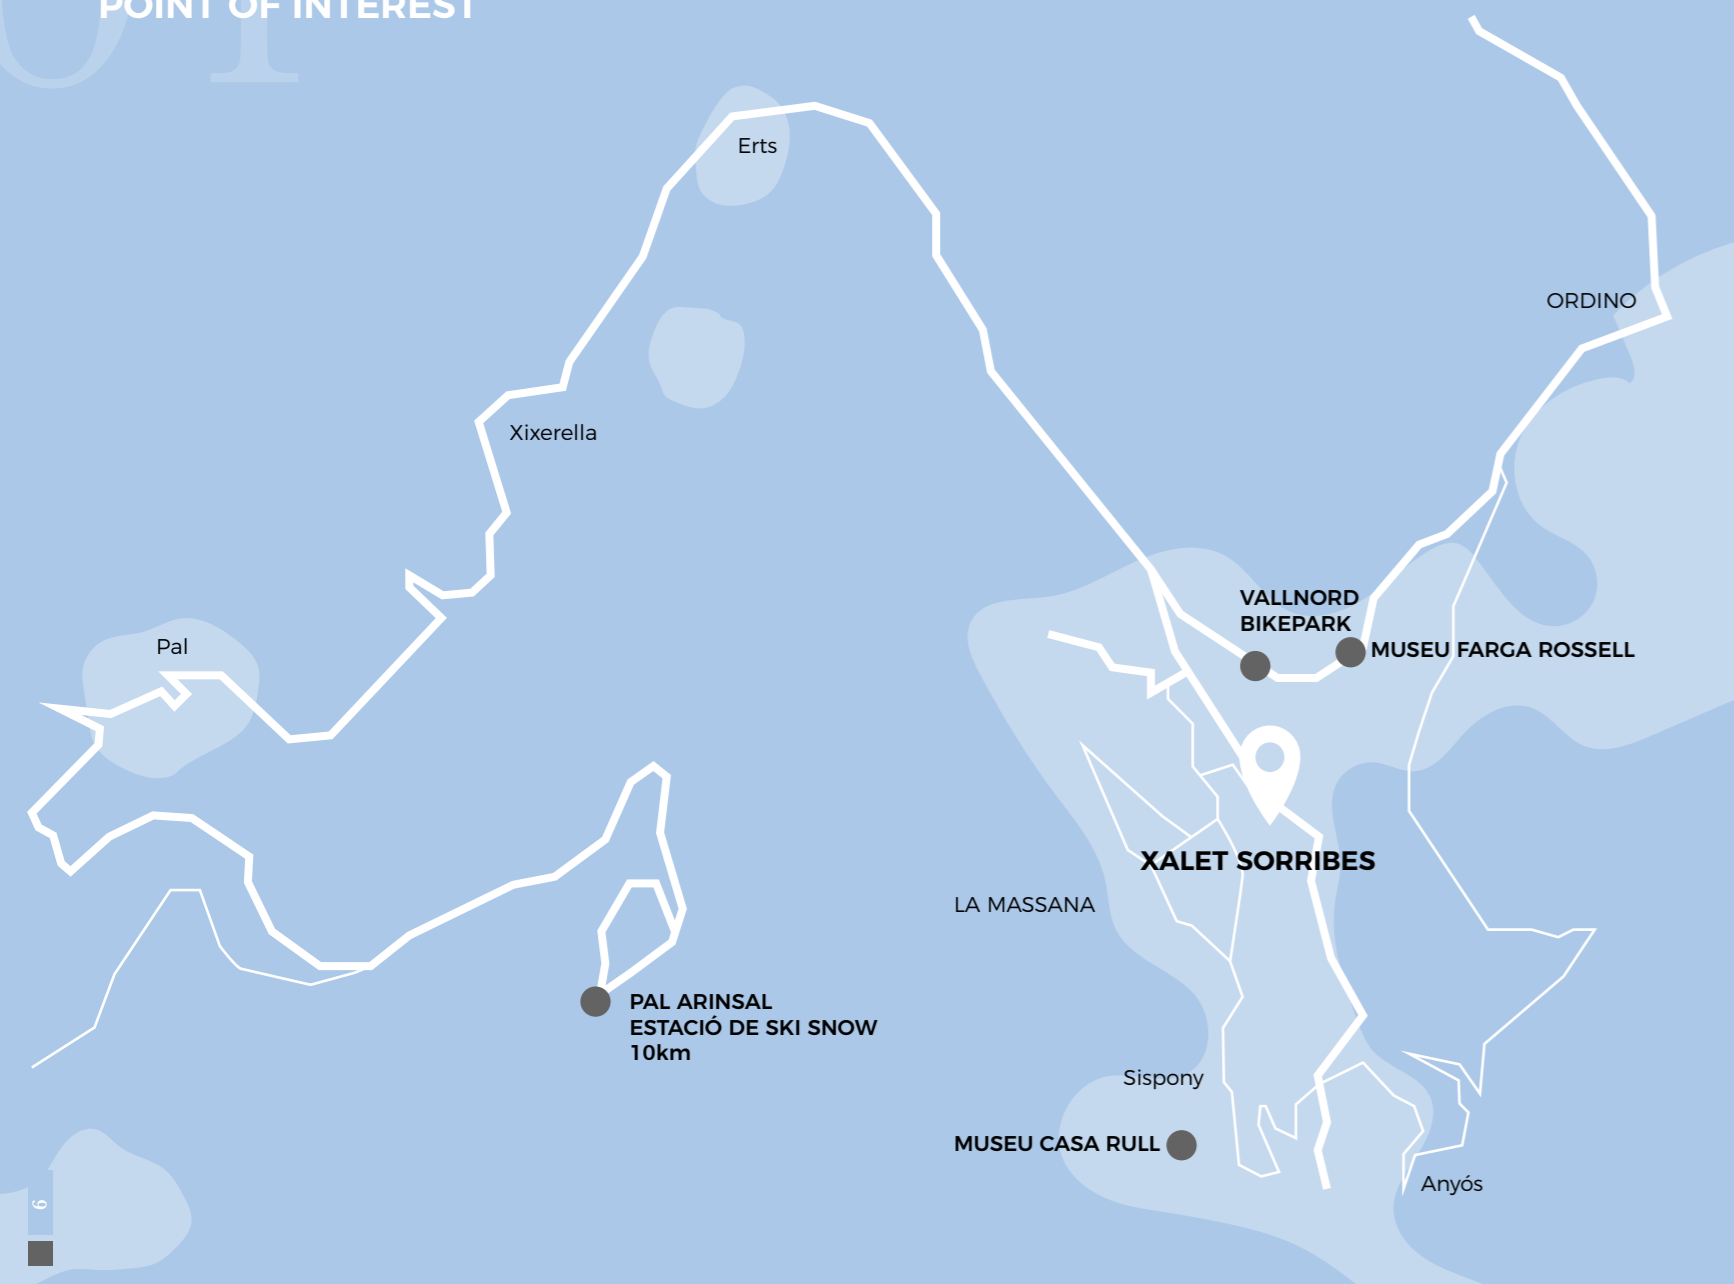 01
POINT OF INTEREST
Erts
ORDINO
Xixerella
VALLNORD
BIKEPARK
MUSEU FARGA ROSSELL
Pal
XALET SORRIBES
LA MASSANA
PAL ARINSAL
ESTACIÓ DE SKI SNOW
10km
Sispony
MUSEU CASA RULL
Anyós
6